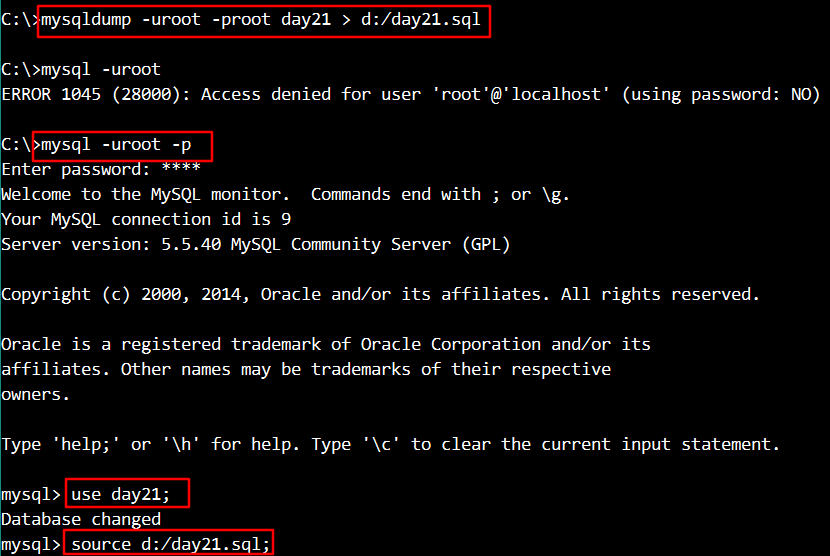 C:\>mysqldump -uroot -proot day21 > d:/day21.sql
C:\>mysql -uroot
ERROR 1045 (28000): Access denied for user 'root'@'localhost' (using password: NO)
C:\>mysql -uroot -p
Enter password: ****
Welcome to the MySQL monitor.  Commands end with ; or \g.
Your MySQL connection id is 9
Server version: 5.5.40 MySQL Community Server (GPL)
Copyright (c) 2000, 2014, Oracle and/or its affiliates. All rights reserved.
Oracle is a registered trademark of Oracle Corporation and/or its
affiliates. Other names may be trademarks of their respective
owners.
Type 'help;' or '\h' for help. Type '\c' to clear the current input statement.
mysql> use day21;
Database changed
mysql> source d:/day21.sql;